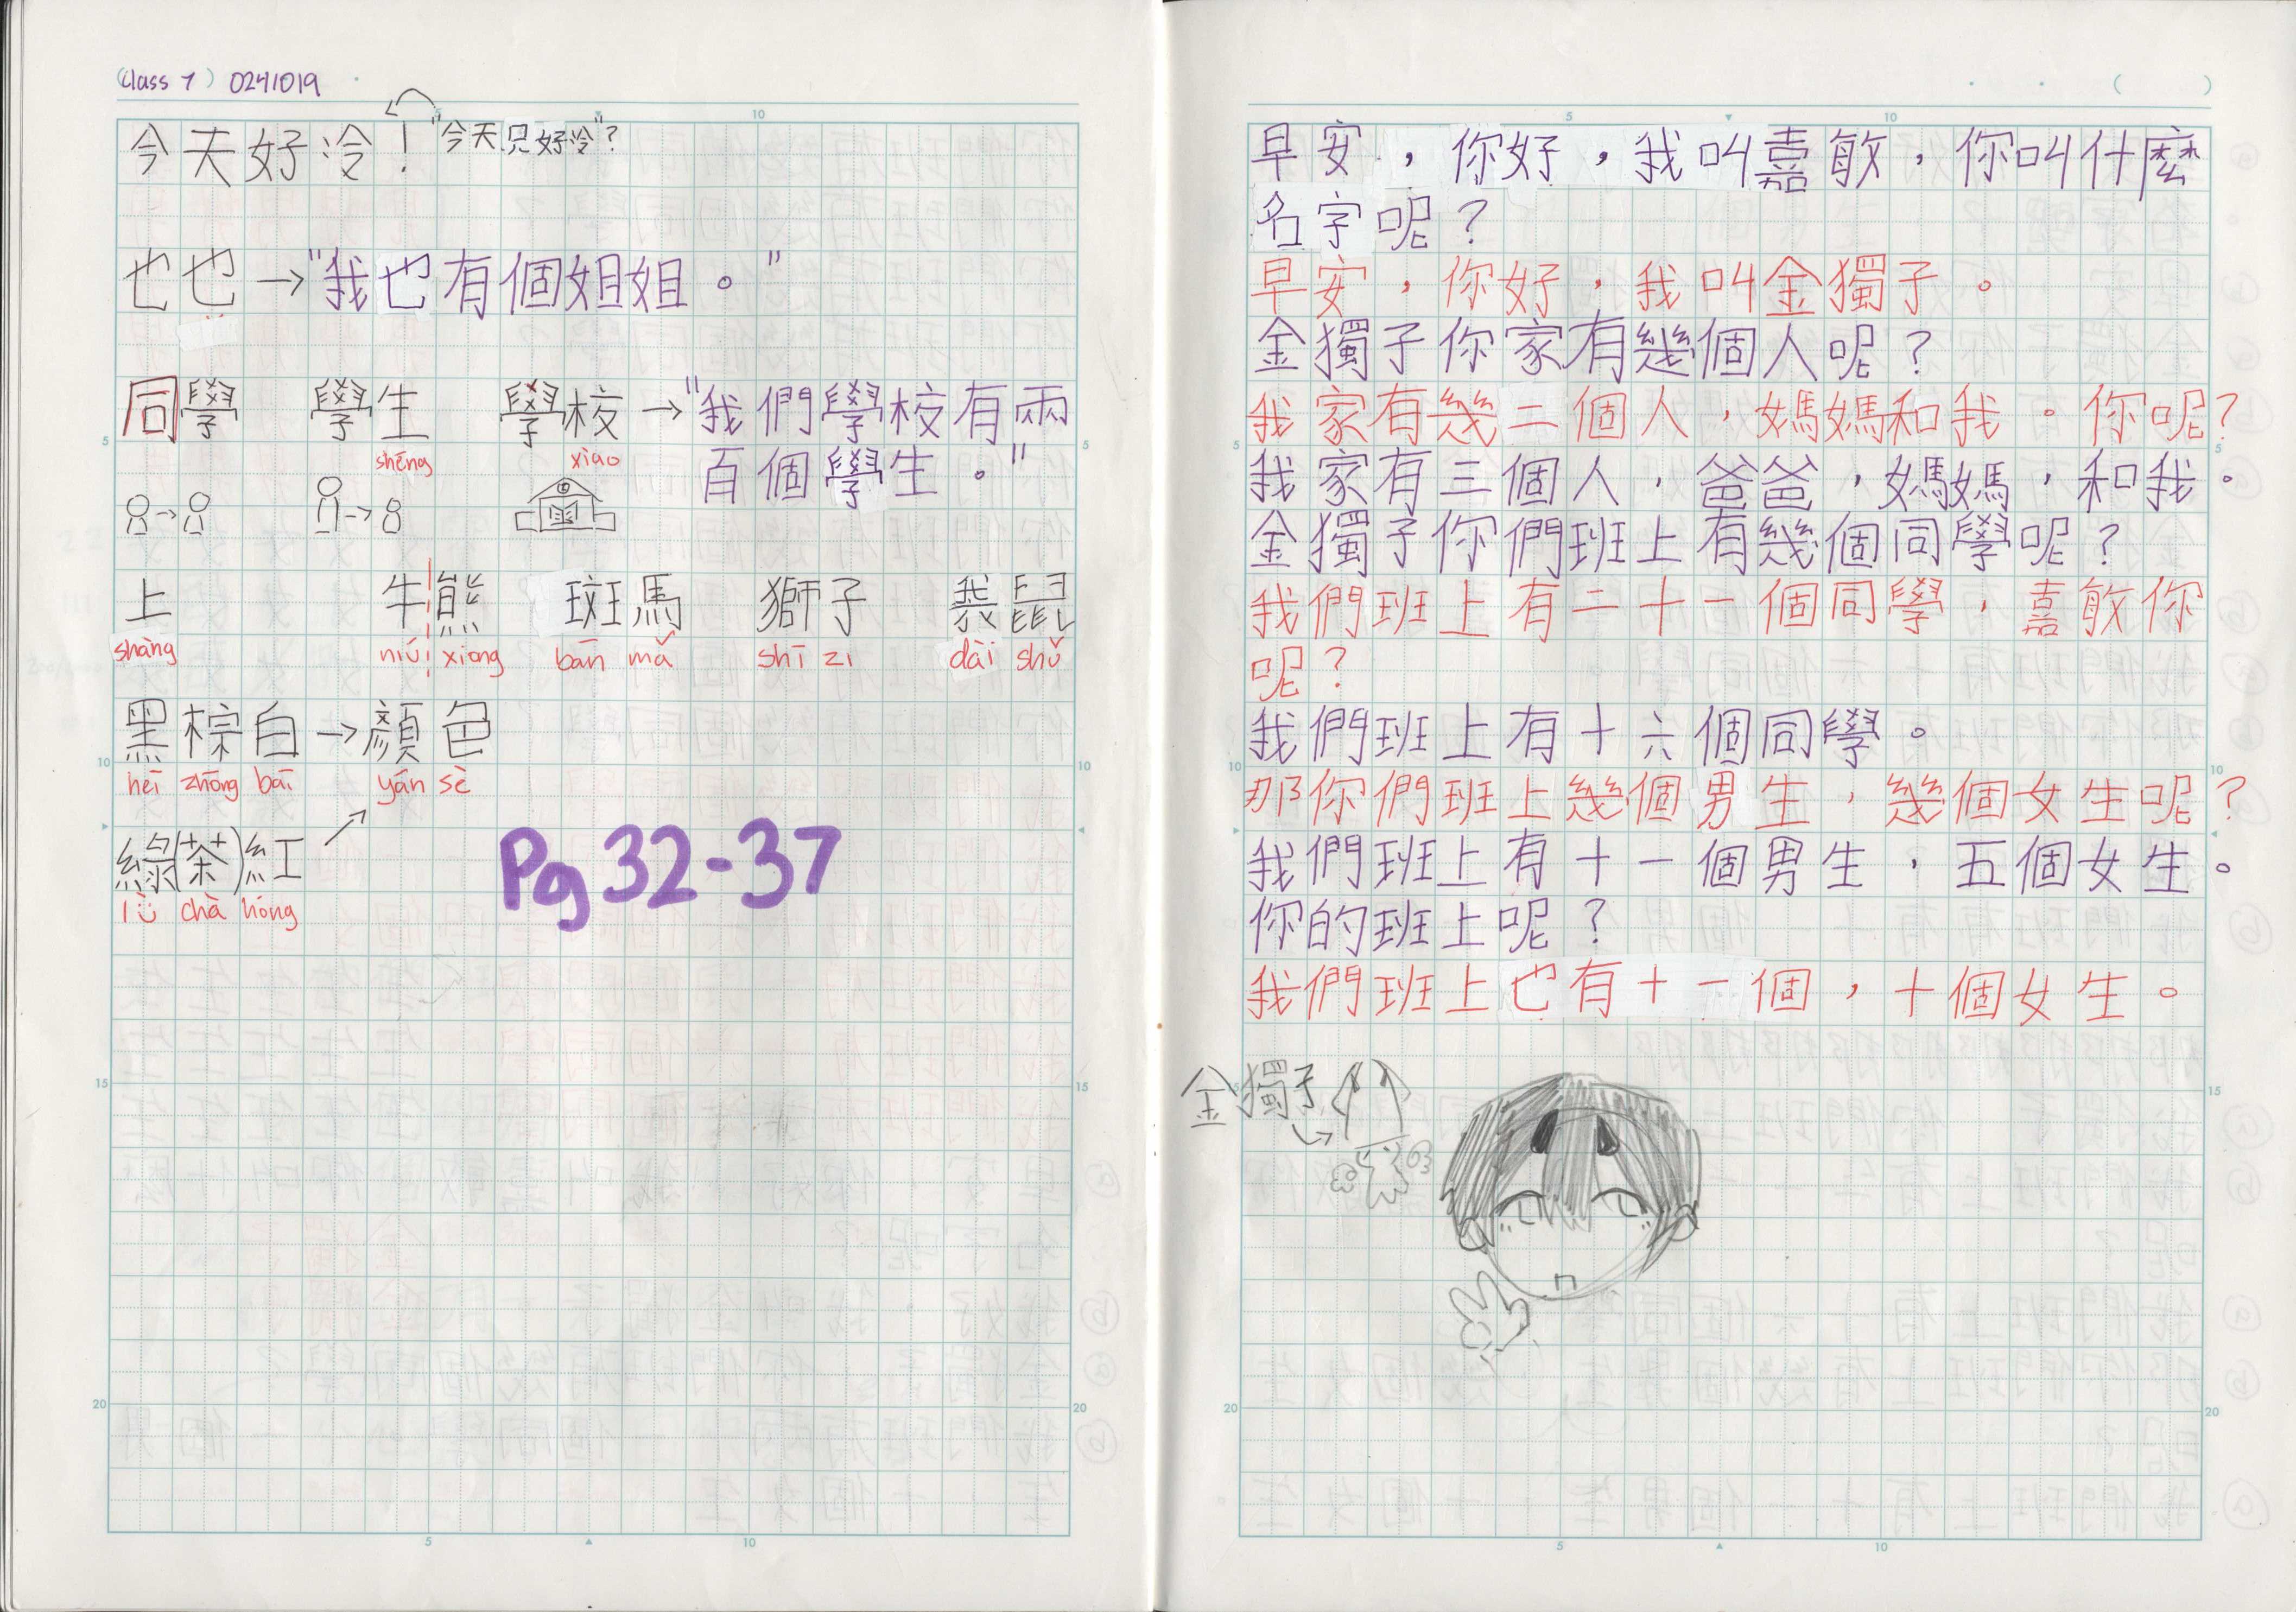 (Class 7) 0241019
今天好冷！"今天只好冷"?
也也→"我也有個姐姐。"
同學 學生 學校→"我們學校有兩
shēng xiào
百個學生。"
上 牛熊 斑馬 獅子 袋鼠
shàng niú xióng bān mǎ shī zi dài shǔ
黑棕白→顏色
hēi zhōng bāi yán sè
綠(茶)紅
lǜ chà hóng
Pg 32-37
早安，你好，我叫嘉敏，你叫什麼
名字呢？
早安，你好，我叫金獨子。
金獨子你家有幾個人呢？
我家有幾二個人，媽媽和我。你呢？
我家有三個人，爸爸，媽媽，和我。
金獨子你們班上有幾個同學呢？
我們班上有二十一個同學，嘉敏你
呢？
我們班上有十六個同學。
那你們班上幾個男生，幾個女生呢？
我們班上有十一個男生，五個女生。
你的班上呢？
我們班上也有十一個，十個女生。
金獨子